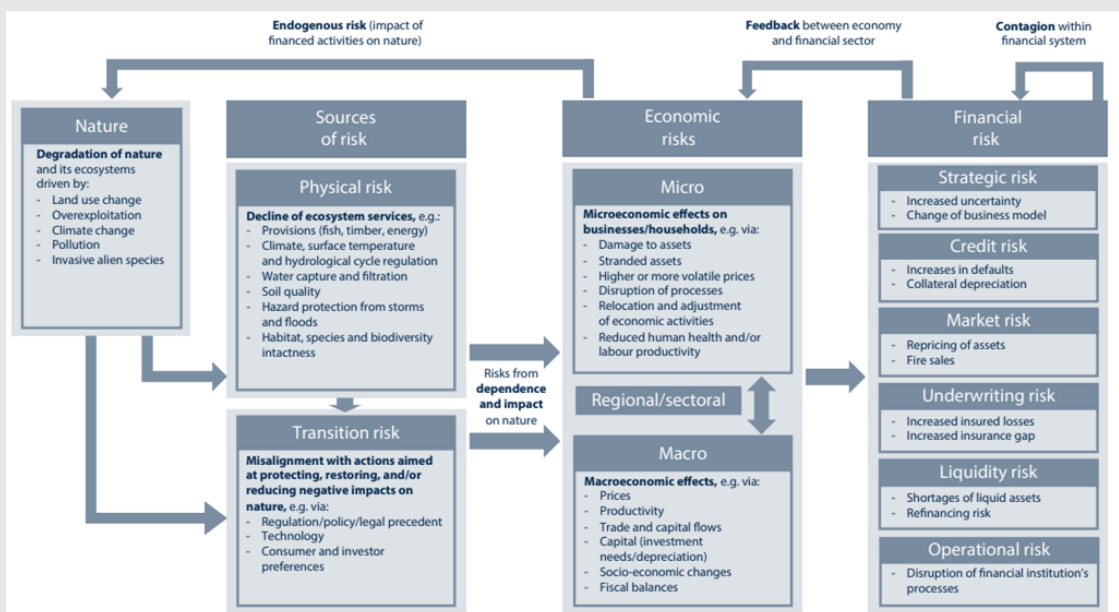 Endogenous risk (impact of
financed activities on nature)
Feedback between economy
and financial sector
Contagion within
financial system
Nature
Degradation of nature
and its ecosystems
driven by:
- Land use change
- Overexploitation
- Climate change
- Pollution
- Invasive alien species
Sources
of risk
Physical risk
Decline of ecosystem services, e.g.:
- Provisions (fish, timber, energy)
- Climate, surface temperature
and hydrological cycle regulation
- Water capture and filtration
- Soil quality
- Hazard protection from storms
and floods
- Habitat, species and biodiversity
intactness
Transition risk
Misalignment with actions aimed
at protecting, restoring, and/or
reducing negative impacts on
nature, e.g. via:
- Regulation/policy/legal precedent
- Technology
- Consumer and investor
preferences
Risks from
dependence
and impact
on nature
Economic
risks
Micro
Microeconomic effects on
businesses/households, e.g. via:
- Damage to assets
- Stranded assets
- Higher or more volatile prices
- Disruption of processes
- Relocation and adjustment
of economic activities
- Reduced human health and/or
labour productivity
Regional/sectoral
Macro
Macroeconomic effects, e.g. via:
- Prices
- Productivity
- Trade and capital flows
- Capital (investment
needs/depreciation)
- Socio-economic changes
- Fiscal balances
Financial
risk
Strategic risk
- Increased uncertainty
- Change of business model
Credit risk
- Increases in defaults
- Collateral depreciation
Market risk
- Repricing of assets
- Fire sales
Underwriting risk
- Increased insured losses
- Increased insurance gap
Liquidity risk
- Shortages of liquid assets
- Refinancing risk
Operational risk
- Disruption of financial institution's
processes